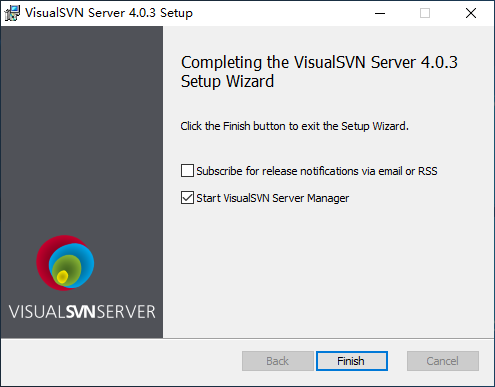 VisualSVN Server 4.0.3 Setup
Completing the VisualSVN Server 4.0.3
Setup Wizard
Click the Finish button to exit the Setup Wizard.
Subscribe for release notifications via email or RSS
Start VisualSVN Server Manager
VISUALSVNSERVER
Back
Finish
Cancel